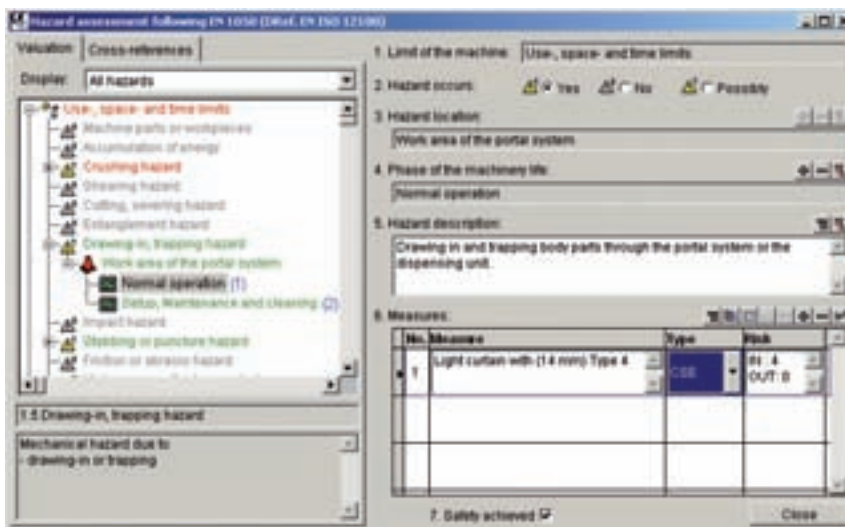 Hazard assessment following EN 1050 (DRef. EN ISO 12100)
Valuation
Cross-references
Display:
All hazards
Use-, space- and time limits
Machine parts or workpieces
Accumulation of energy
Crushing hazard
Shearing hazard
Cutting, severing hazard
Entanglement hazard
Drawing-in, trapping hazard
Work area of the portal system
Normal operation (1)
Setup, Maintenance and cleaning (2)
Impact hazard
Stabbing or puncture hazard
Friction or abrasion hazard
1.5 Drawing-in, trapping hazard
Mechanical hazard due to
- drawing-in or trapping
1. Limit of the machine:
Use-, space- and time limits
2. Hazard occurs:
Yes
No
Possibly
3. Hazard location:
Work area of the portal system
4. Phase of the machinery life:
Normal operation
5. Hazard description:
Drawing in and trapping body parts through the portal system or the
dispensing unit.
6. Measures:
No. Measure Type Risk
1 Light curtain with (14 mm) Type 4
IN : 4
OUT: 8
7. Safety achieved
Close